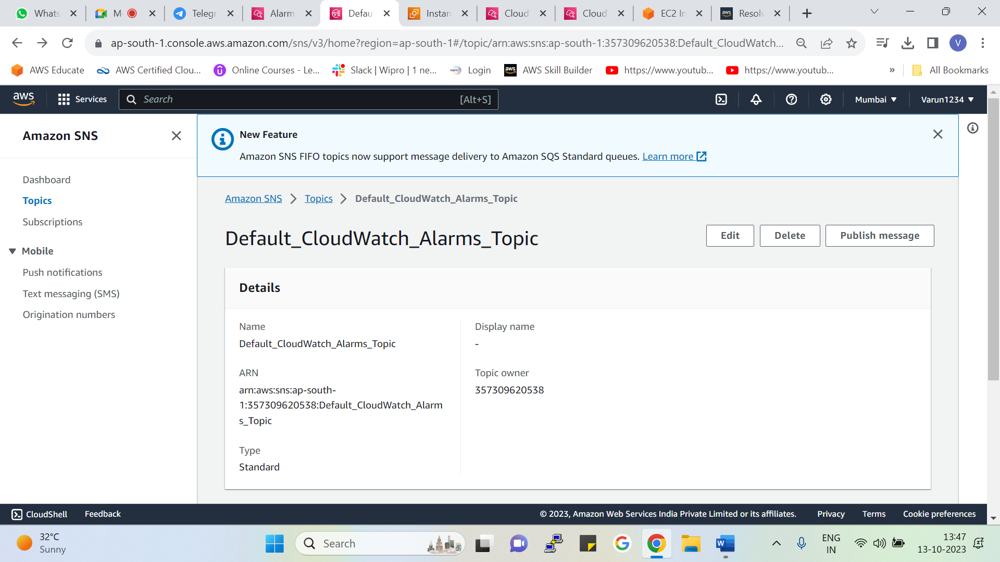 Whats
M
Telegr
Alarm
Defau
Instan
Cloud
Cloud
EC2 In
Resolv
ap-south-1.console.aws.amazon.com/sns/v3/home?region=ap-south-1#/topic/arn:aws:sns:ap-south-1:357309620538:Default_CloudWatch...
V
AWS Educate
AWS Certified Clou...
Online Courses - Le...
Slack | Wipro | 1 ne...
Login
AWS Skill Builder
https://www.youtub...
https://www.youtub...
»
All Bookmarks
aws
Services
Search
[Alt+S]
Mumbai
Varun1234
Amazon SNS
Dashboard
Topics
Subscriptions
Mobile
Push notifications
Text messaging (SMS)
Origination numbers
New Feature
Amazon SNS FIFO topics now support message delivery to Amazon SQS Standard queues. Learn more
Amazon SNS > Topics > Default_CloudWatch_Alarms_Topic
Default_CloudWatch_Alarms_Topic
Edit
Delete
Publish message
Details
Name
Default_CloudWatch_Alarms_Topic
ARN
arn:aws:sns:ap-south-
1:357309620538:Default_CloudWatch_Alarm
s_Topic
Type
Standard
Display name
-
Topic owner
357309620538
CloudShell
Feedback
© 2023, Amazon Web Services India Private Limited or its affiliates.
Privacy
Terms
Cookie preferences
32°C
Sunny
Search
ENG
IN
13:47
13-10-2023